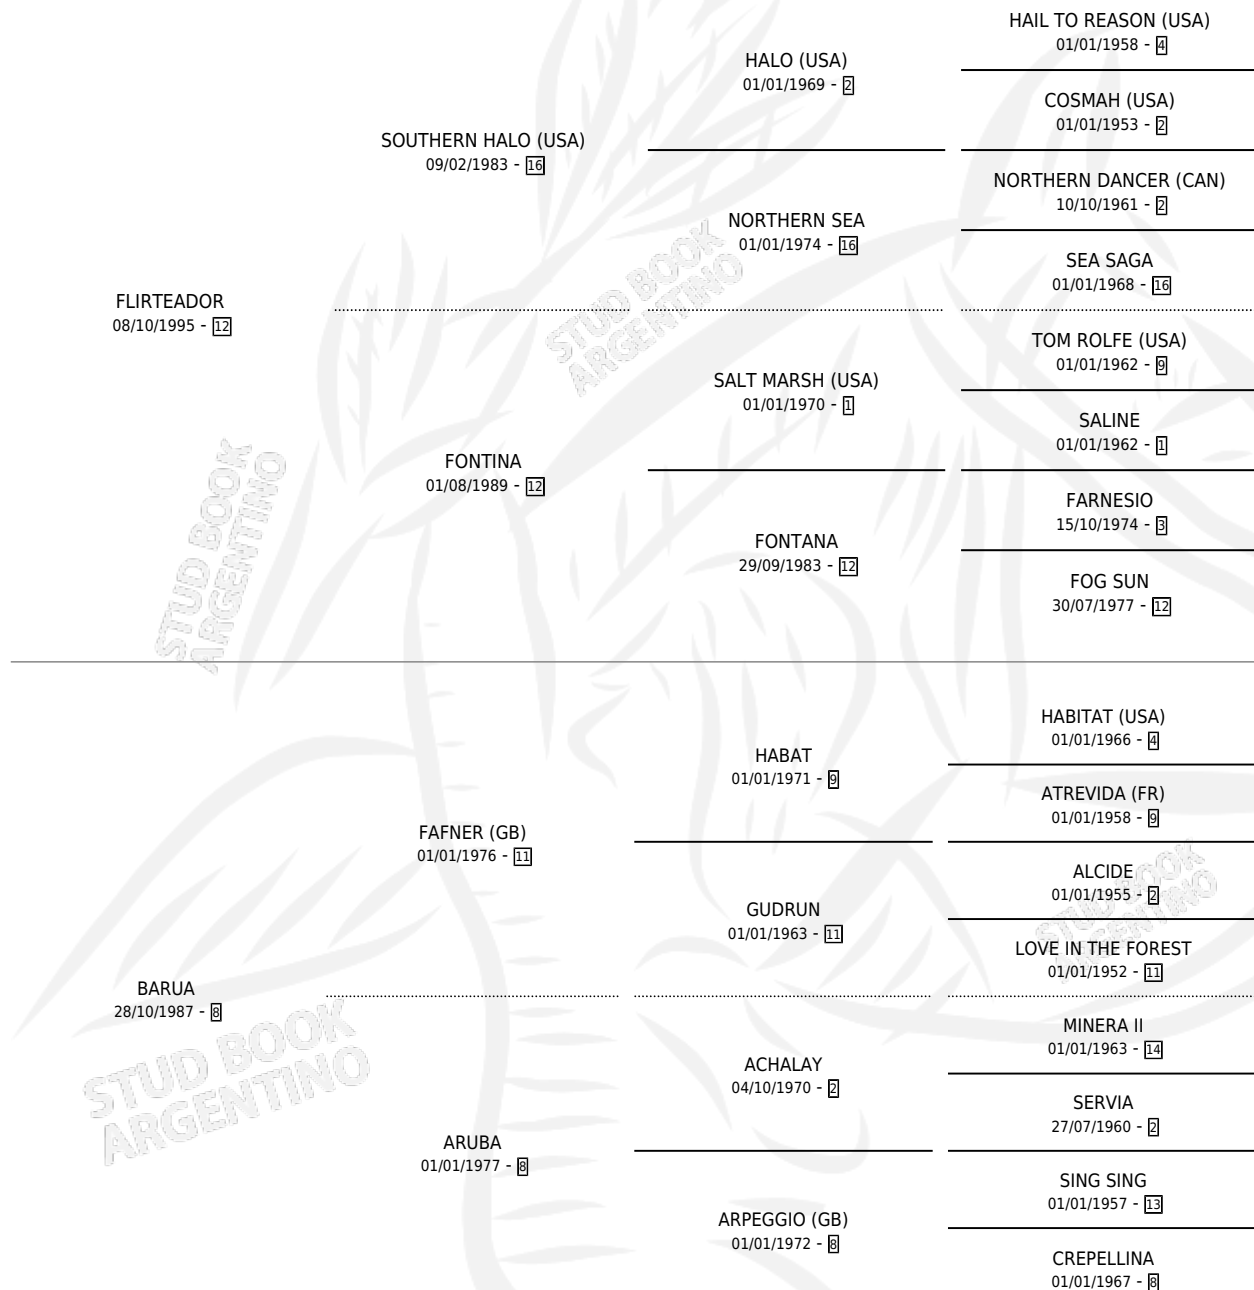 HAIL TO REASON (USA)
01/01/1958 - 4
HALO (USA)
01/01/1969 - 2
COSMAH (USA)
01/01/1953 - 2
SOUTHERN HALO (USA)
09/02/1983 - 16
NORTHERN DANCER (CAN)
10/10/1961 - 2
NORTHERN SEA
01/01/1974 - 16
SEA SAGA
01/01/1968 - 16
FLIRTEADOR
08/10/1995 - 12
STUD BOOK
ARGENTINO
TOM ROLFE (USA)
01/01/1962 - 9
SALT MARSH (USA)
01/01/1970 - 1
SALINE
01/01/1962 - 1
FONTINA
01/08/1989 - 12
FARNESIO
15/10/1974 - 3
FONTANA
29/09/1983 - 12
FOG SUN
30/07/1977 - 12
STUD BOOK
ARGENTINO
HABITAT (USA)
01/01/1966 - 4
HABAT
01/01/1971 - 9
ATREVIDA (FR)
01/01/1958 - 9
FAFNER (GB)
01/01/1976 - 11
ALCIDE
01/01/1955 - 2
GUDRUN
01/01/1963 - 11
STUD BOOK
ARGENTINO
LOVE IN THE FOREST
01/01/1952 - 11
BARUA
28/10/1987 - 8
MINERA II
01/01/1963 - 14
ACHALAY
04/10/1970 - 2
STUD BOOK
ARGENTINO
SERVIA
27/07/1960 - 2
ARUBA
01/01/1977 - 8
SING SING
01/01/1957 - 13
ARPEGGIO (GB)
01/01/1972 - 8
CREPELLINA
01/01/1967 - 8